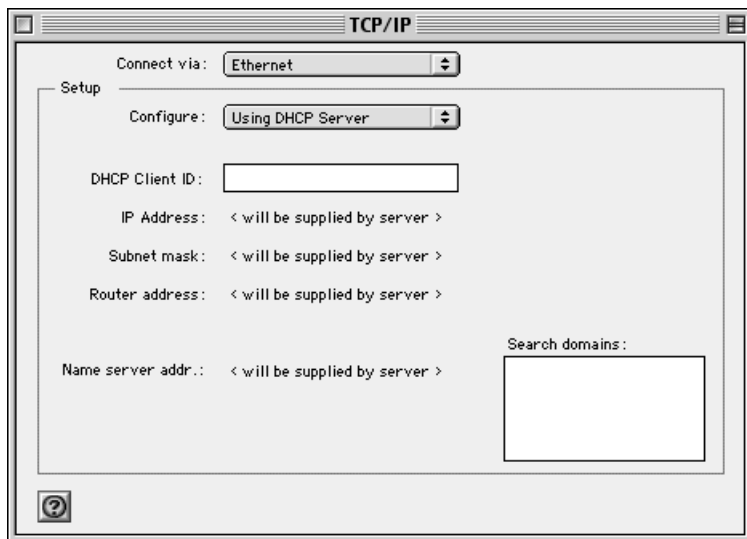 TCP/IP
Connect via: Ethernet
Setup
Configure: Using DHCP Server
DHCP Client ID:
IP Address: < will be supplied by server >
Subnet mask: < will be supplied by server >
Router address: < will be supplied by server >
Search domains:
Name server addr.: < will be supplied by server >
?